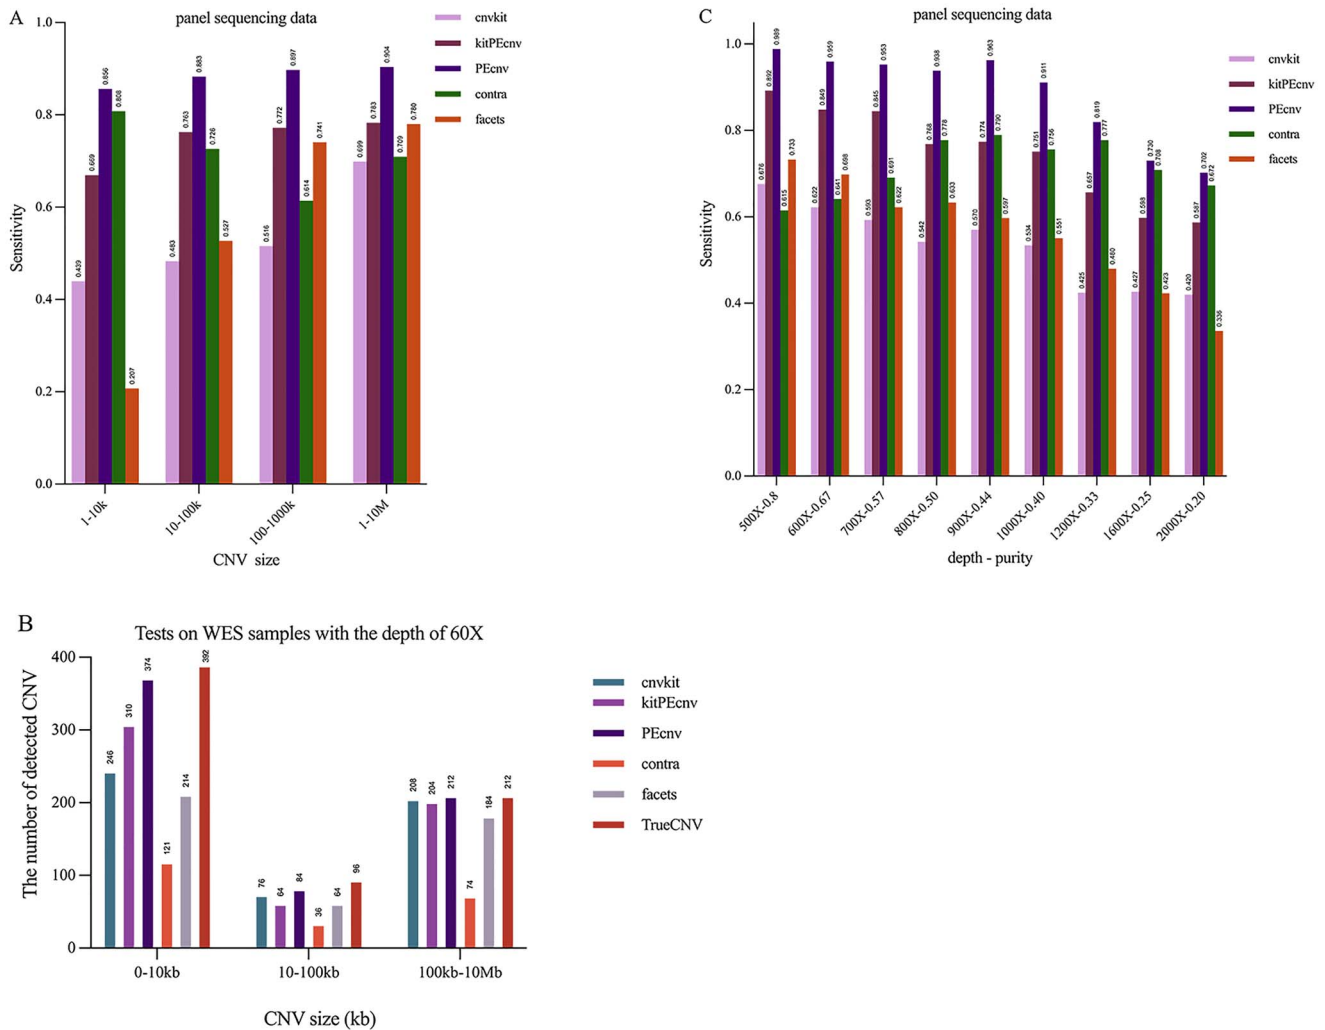 A
panel sequencing data
Sensitivity
1.0
0.8
0.6
0.4
0.2
0.0
0.439
0.669
0.856
0.808
0.207
0.483
0.763
0.883
0.726
0.527
0.516
0.772
0.897
0.614
0.741
0.699
0.783
0.904
0.709
0.780
1-10k
10-100k
100-1000k
1-10M
CNV size
cnvkit
kitPEcnv
PEcnv
contra
facets
C
panel sequencing data
Sensitivity
1.0
0.8
0.6
0.4
0.2
0.0
0.676
0.892
0.989
0.615
0.733
0.622
0.849
0.959
0.641
0.698
0.593
0.845
0.953
0.691
0.622
0.542
0.768
0.938
0.778
0.633
0.570
0.774
0.963
0.790
0.597
0.534
0.751
0.911
0.756
0.551
0.425
0.657
0.819
0.777
0.480
0.427
0.598
0.730
0.708
0.423
0.420
0.587
0.702
0.672
0.336
500X-0.8
600X-0.67
700X-0.57
800X-0.50
900X-0.44
1000X-0.40
1200X-0.33
1600X-0.25
2000X-0.20
depth - purity
cnvkit
kitPEcnv
PEcnv
contra
facets
B
Tests on WES samples with the depth of 60X
The number of detected CNV
400
300
200
100
0
246
310
374
121
214
392
76
64
84
36
64
96
208
204
212
74
184
212
0-10kb
10-100kb
100kb-10Mb
CNV size (kb)
cnvkit
kitPEcnv
PEcnv
contra
facets
TrueCNV